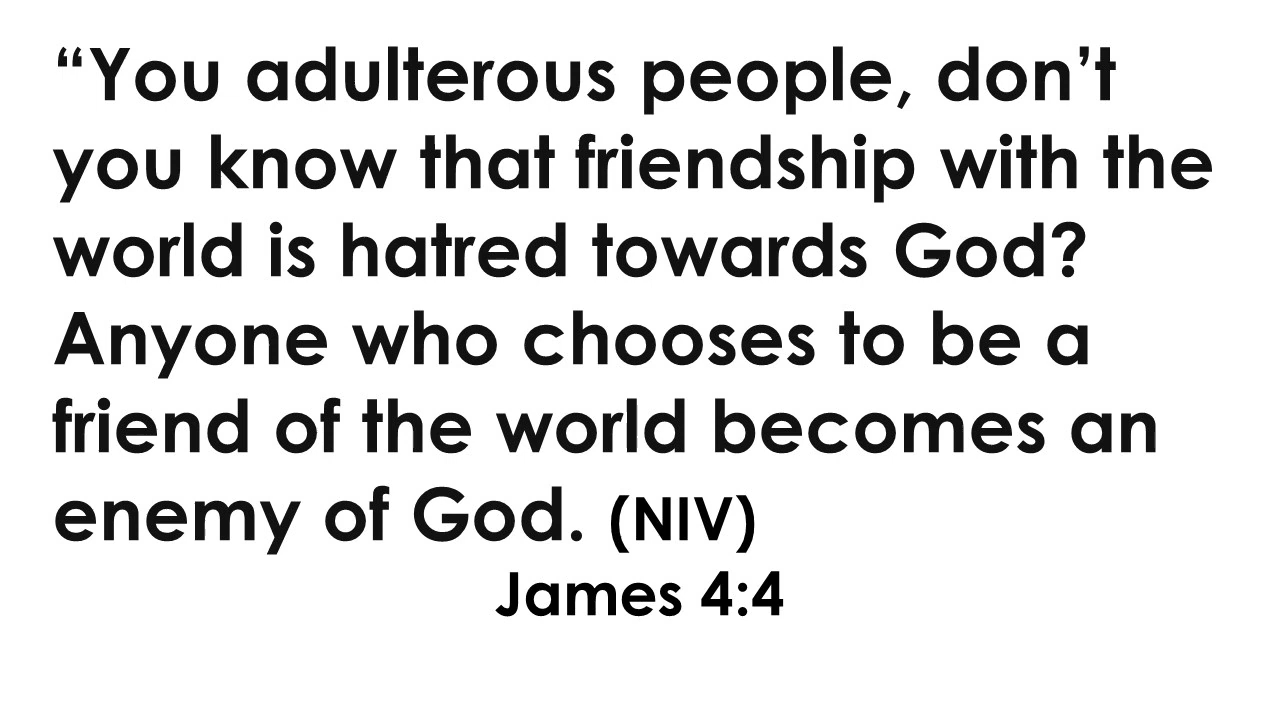 “You adulterous people, don’t
you know that friendship with the
world is hatred towards God?
Anyone who chooses to be a
friend of the world becomes an
enemy of God. (NIV)
James 4:4